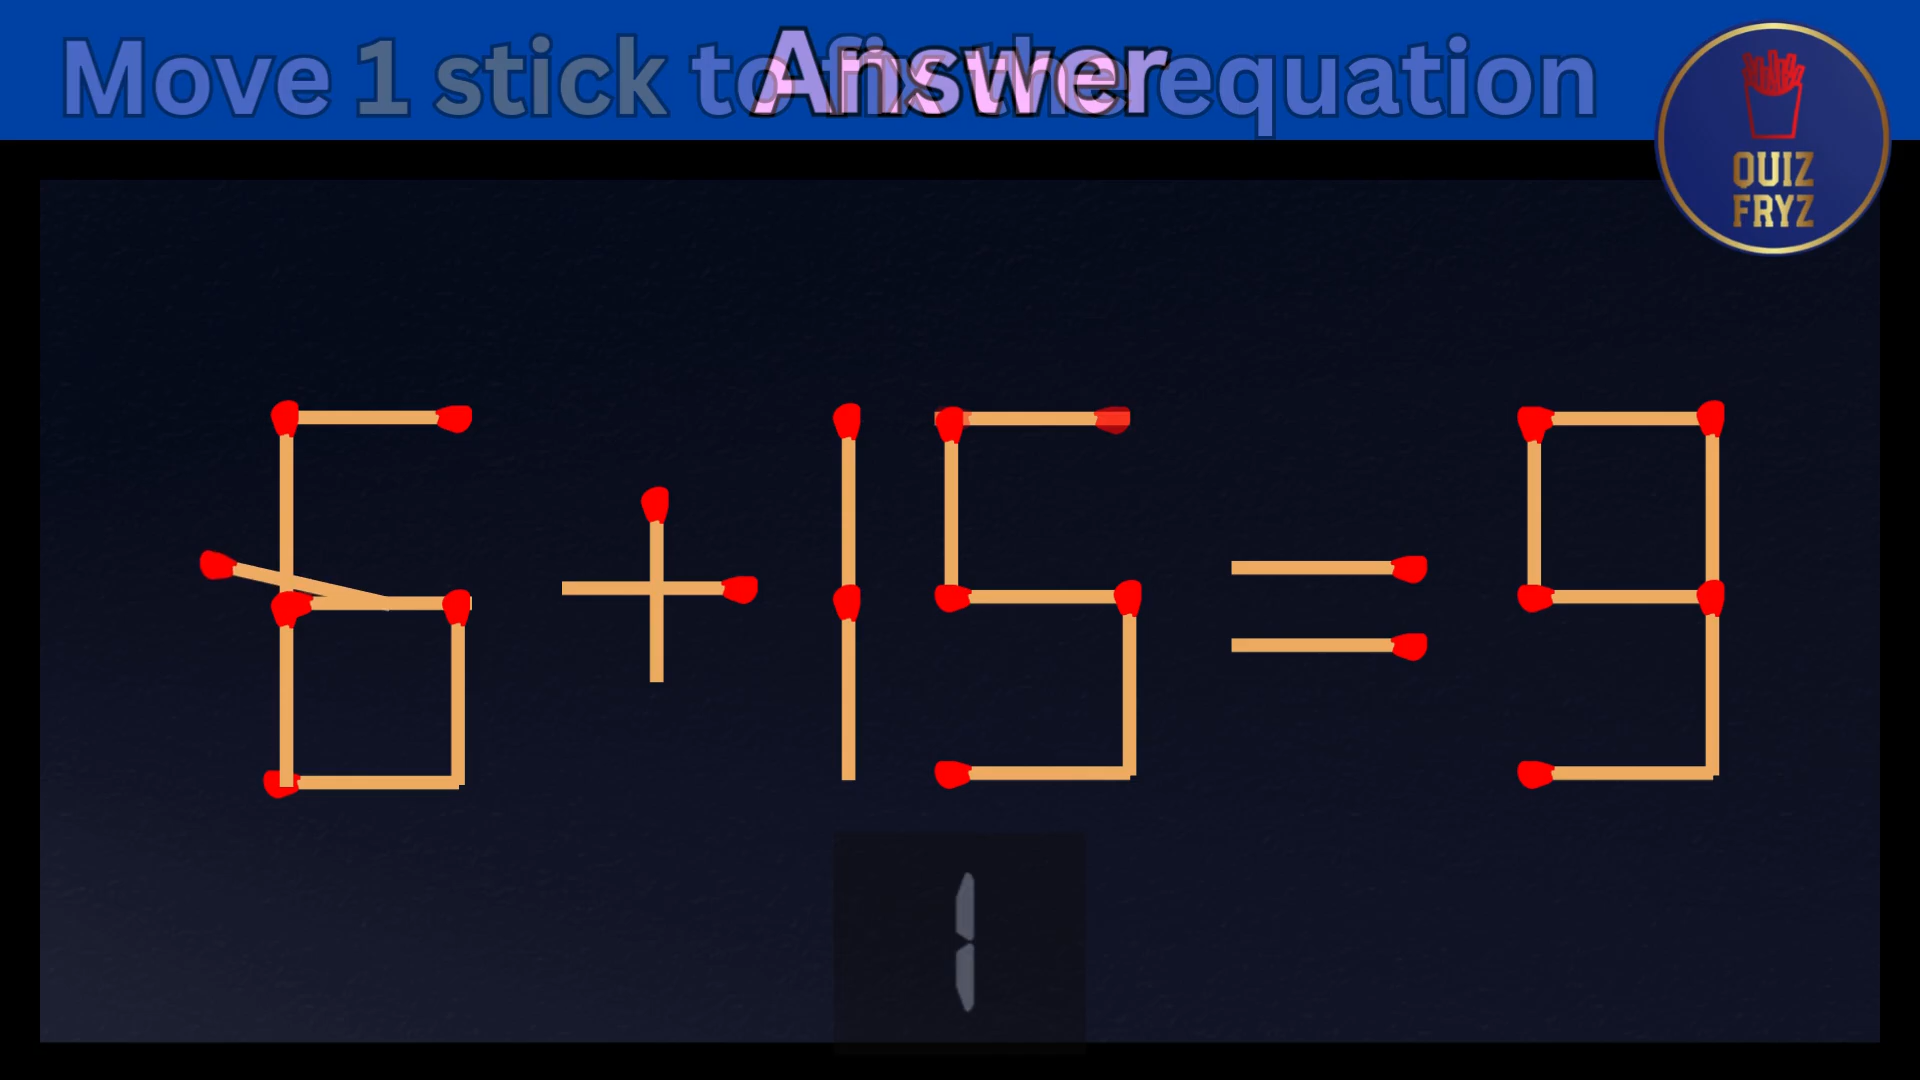 Move 1 stick to fix the equation
Answer
QUIZ
FRYZ
6+15=9
1